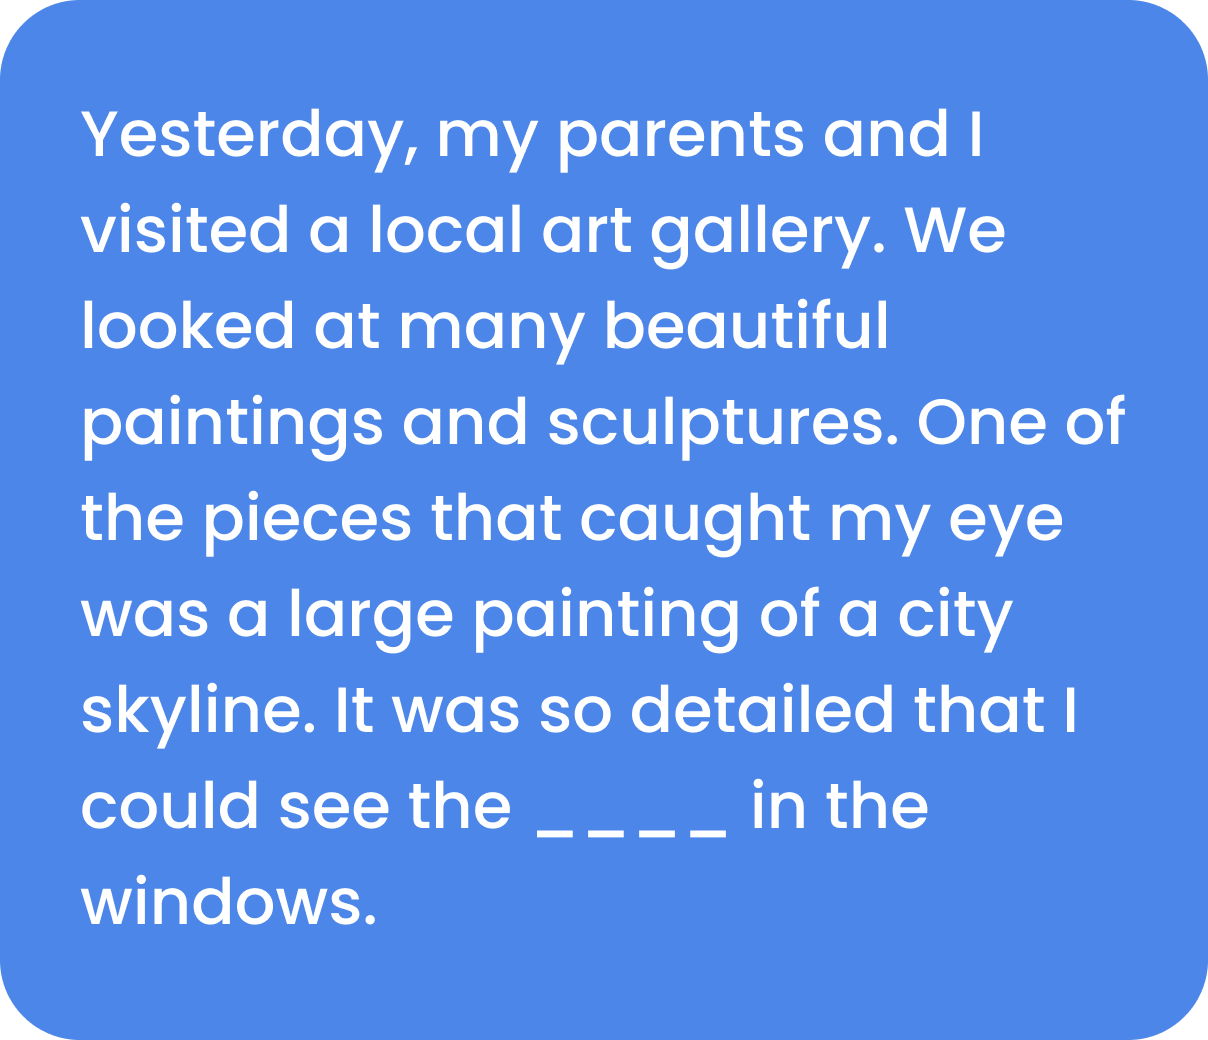 Yesterday, my parents and I
visited a local art gallery. We
looked at many beautiful
paintings and sculptures. One of
the pieces that caught my eye
was a large painting of a city
skyline. It was so detailed that I
could see the _ _ _ _ in the
windows.